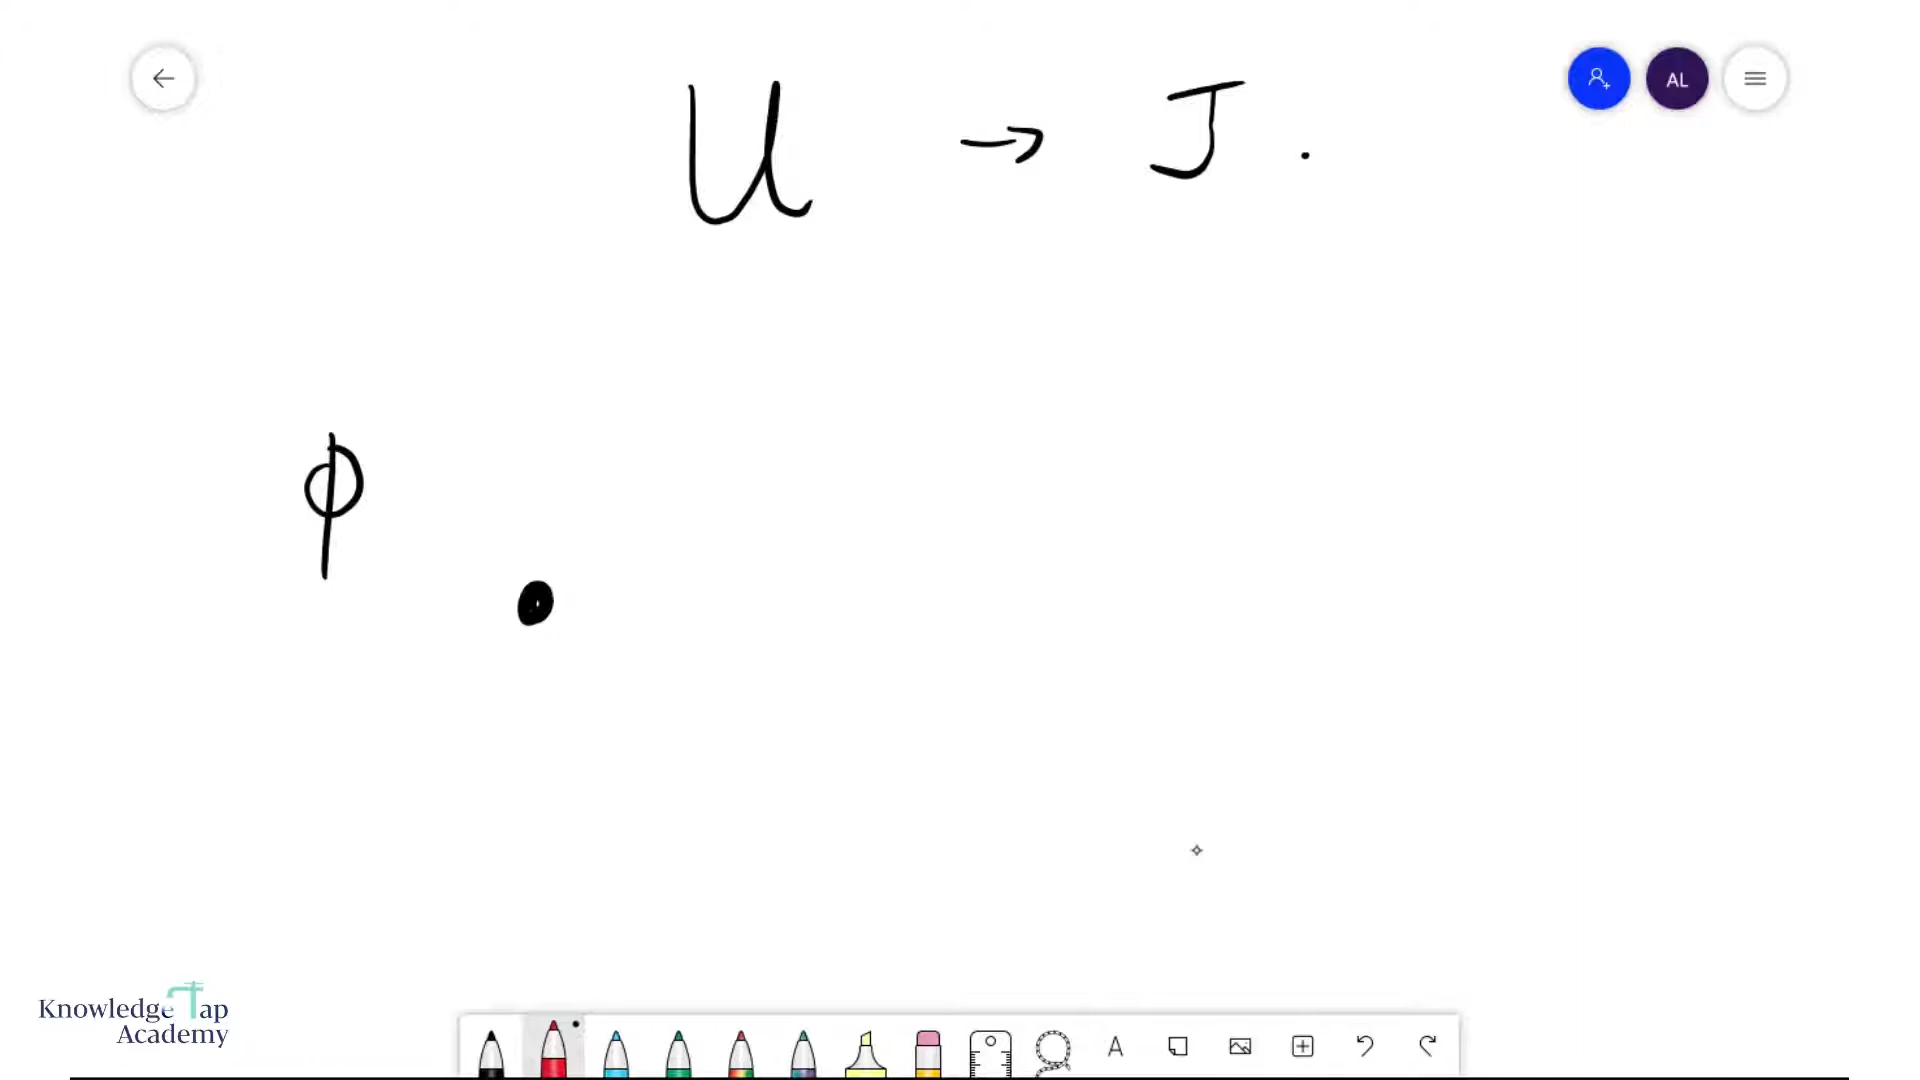 AL
U → J.
φ
Knowledge Tap
Academy
A